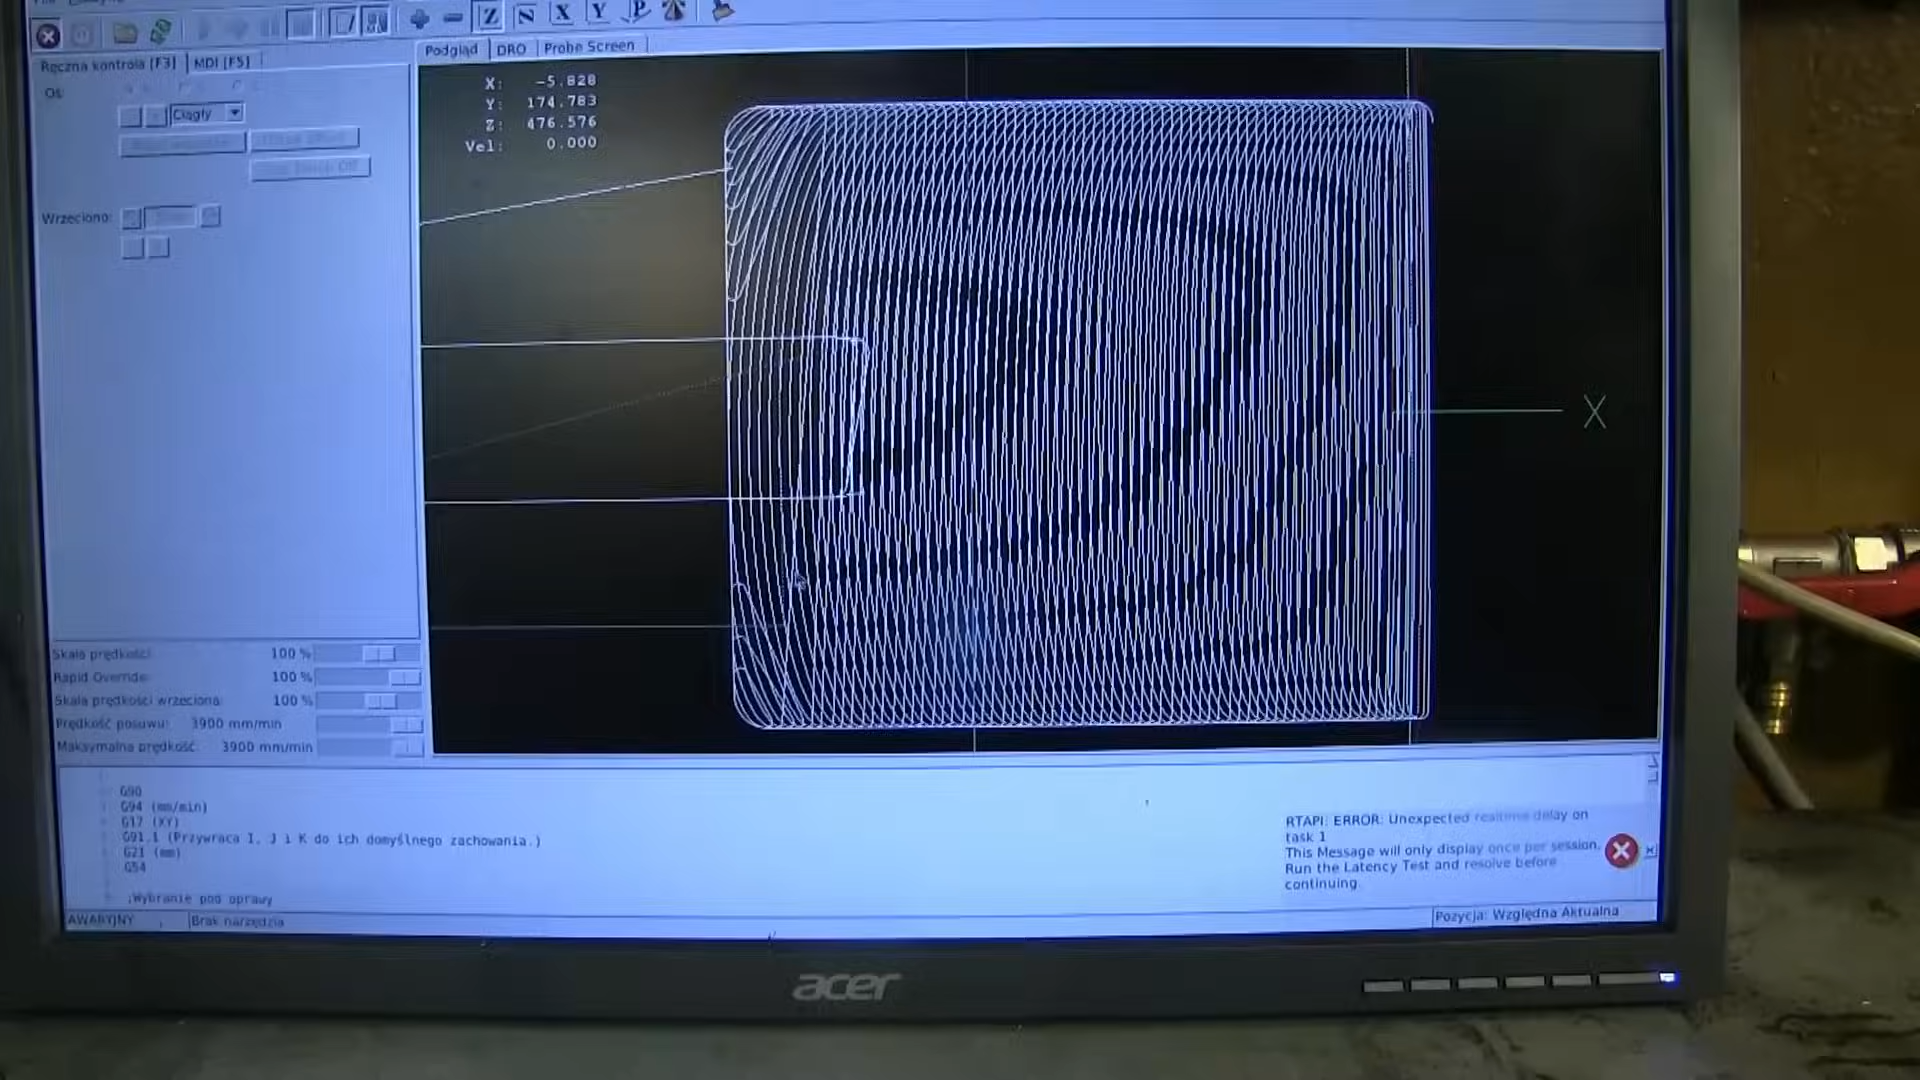 Z N X Y P
Podgląd DRO Probe Screen
Ręczna kontrola [F3] MDI [F5]
Oś:
Ciągły
X: -5.828
Y: 174.783
Z: 476.576
Vel: 0.000
X
Wrzeciono:
Skala prędkości: 100 %
Rapid Override: 100 %
Skala prędkości wrzeciona: 100 %
Prędkość posuwu: 3900 mm/min
Maksymalna prędkość: 3900 mm/min
G90
G94 (mm/min)
G17 (XY)
G91.1 (Przywraca I, J i K do ich domyślnego zachowania.)
G21 (mm)
G54
;Wybranie pod oprawy
RTAPI: ERROR: Unexpected realtime delay on
task 1
This Message will only display once per session.
Run the Latency Test and resolve before
continuing.
AWARYJNY Brak narzędzia
Pozycja: Względna Aktualna
acer